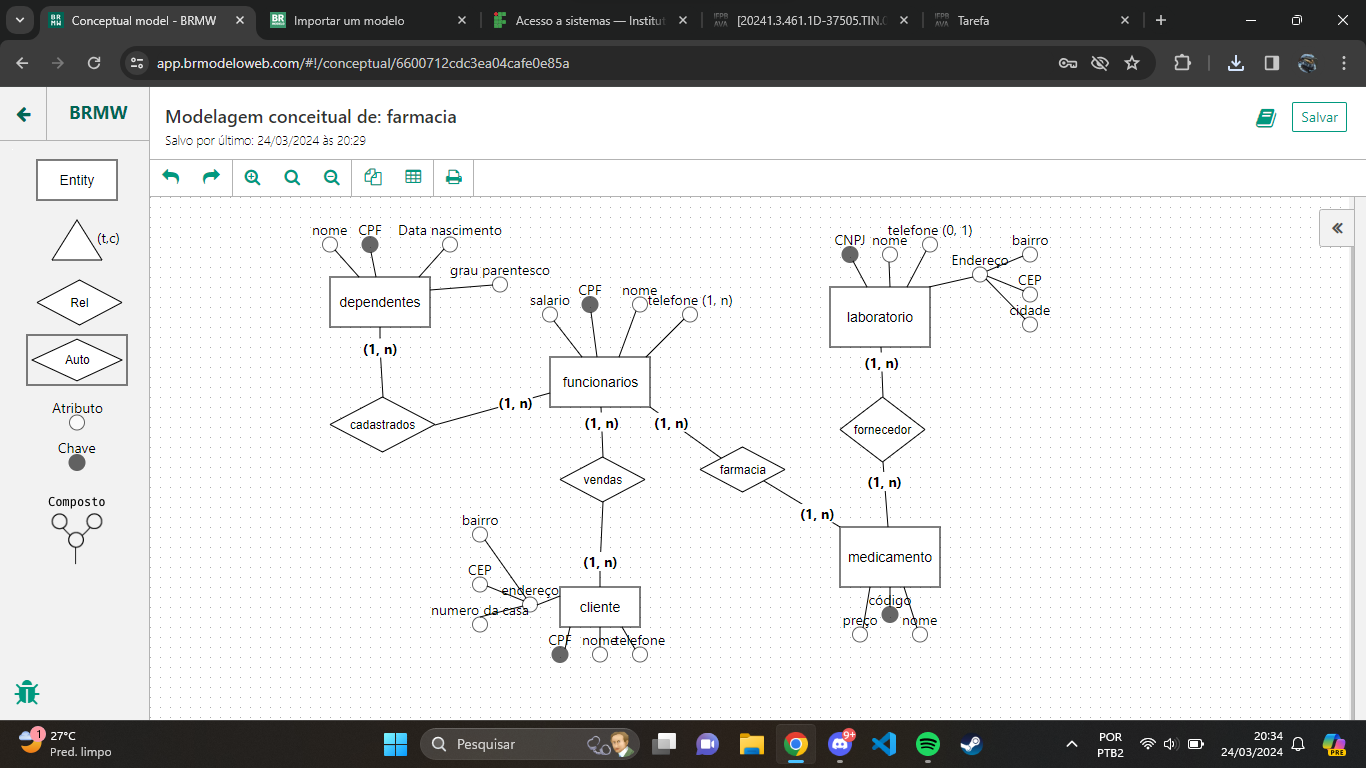 Conceptual model - BRMW
Importar um modelo
Acesso a sistemas — Institut
[20241.3.461.1D-37505.TIN.C
Tarefa
app.brmodeloweb.com/#!/conceptual/6600712cdc3ea04cafe0e85a
BRMW
Modelagem conceitual de: farmacia
Salvo por último: 24/03/2024 às 20:29
Salvar
Entity
(t,c)
Rel
Auto
Atributo
Chave
Composto
nome
CPF
Data nascimento
grau parentesco
dependentes
(1, n)
cadastrados
(1, n)
salario
CPF
nome
telefone (1, n)
funcionarios
(1, n)
(1, n)
vendas
farmacia
(1, n)
(1, n)
bairro
CEP
endereço
numero da casa
cliente
CPF
nome
telefone
CNPJ
nome
telefone (0, 1)
Endereço
bairro
CEP
cidade
laboratorio
(1, n)
fornecedor
(1, n)
medicamento
código
preço
nome
1
27°C
Pred. limpo
Pesquisar
9+
POR
PTB2
20:34
24/03/2024
PRE